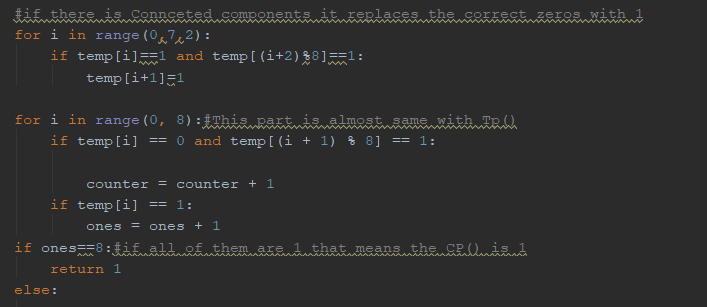 #if there is Connceted components it replaces the correct zeros with 1
for i in range(0,7,2):
    if temp[i]==1 and temp[(i+2)%8]==1:
        temp[i+1]=1

for i in range(0, 8):#This part is almost same with Tp()
    if temp[i] == 0 and temp[(i + 1) % 8] == 1:

        counter = counter + 1
    if temp[i] == 1:
        ones = ones + 1
if ones==8:#if all of them are 1 that means the CP() is 1
    return 1
else: